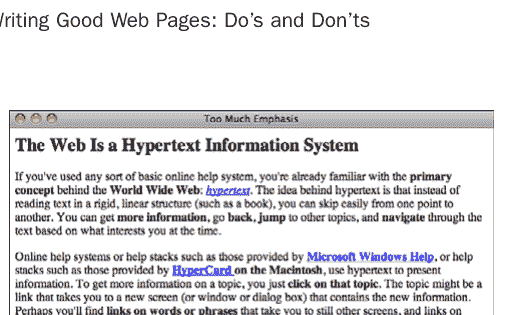 Writing Good Web Pages: Do’s and Don’ts
Too Much Emphasis
The Web Is a Hypertext Information System
If you've used any sort of basic online help system, you're already familiar with the primary
concept behind the World Wide Web: hypertext. The idea behind hypertext is that instead of
reading text in a rigid, linear structure (such as a book), you can skip easily from one point to
another. You can get more information, go back, jump to other topics, and navigate through the
text based on what interests you at the time.
Online help systems or help stacks such as those provided by Microsoft Windows Help, or help
stacks such as those provided by HyperCard on the Macintosh, use hypertext to present
information. To get more information on a topic, you just click on that topic. The topic might be a
link that takes you to a new screen (or window or dialog box) that contains the new information.
Perhaps you'll find links on words or phrases that take you to still other screens, and links on